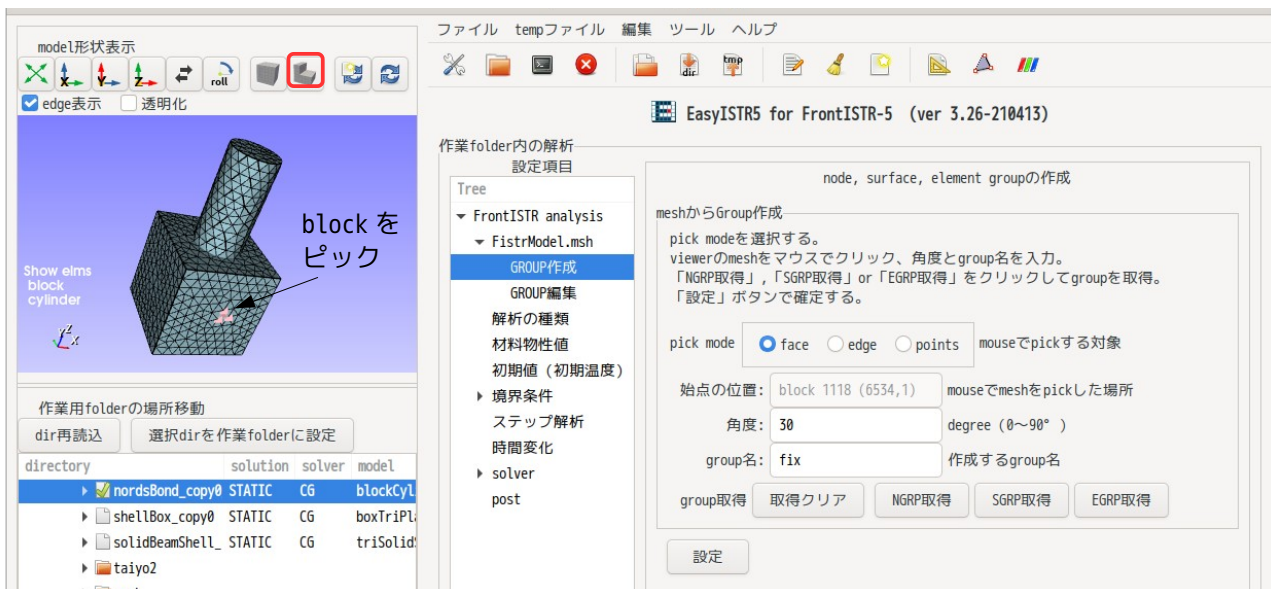 model形状表示
X Y Z roll
edge表示 透明化
block を
ピック
Show elms
block
cylinder
Z
Y X
作業用folderの場所移動
dir再読込 選択dirを作業folderに設定
directory solution solver model
nordsBond_copy0 STATIC CG blockCyl
shellBox_copy0 STATIC CG boxTriPl
solidBeamShell_ STATIC CG triSolid
taiyo2
ファイル tempファイル 編集 ツール ヘルプ
dir tmp
EasyISTR5 for FrontISTR-5 (ver 3.26-210413)
作業folder内の解析
設定項目
Tree
FrontISTR analysis
FistrModel.msh
GROUP作成
GROUP編集
解析の種類
材料物性値
初期値 (初期温度)
境界条件
ステップ解析
時間変化
solver
post
node, surface, element groupの作成
meshからGroup作成
pick modeを選択する。
viewerのmeshをマウスでクリック、角度とgroup名を入力。
「NGRP取得」,「SGRP取得」or「EGRP取得」をクリックしてgroupを取得。
「設定」ボタンで確定する。
pick mode face edge points mouseでpickする対象
始点の位置: block 1118 (6534,1) mouseでmeshをpickした場所
角度: 30 degree (0〜90° )
group名: fix 作成するgroup名
group取得 取得クリア NGRP取得 SGRP取得 EGRP取得
設定